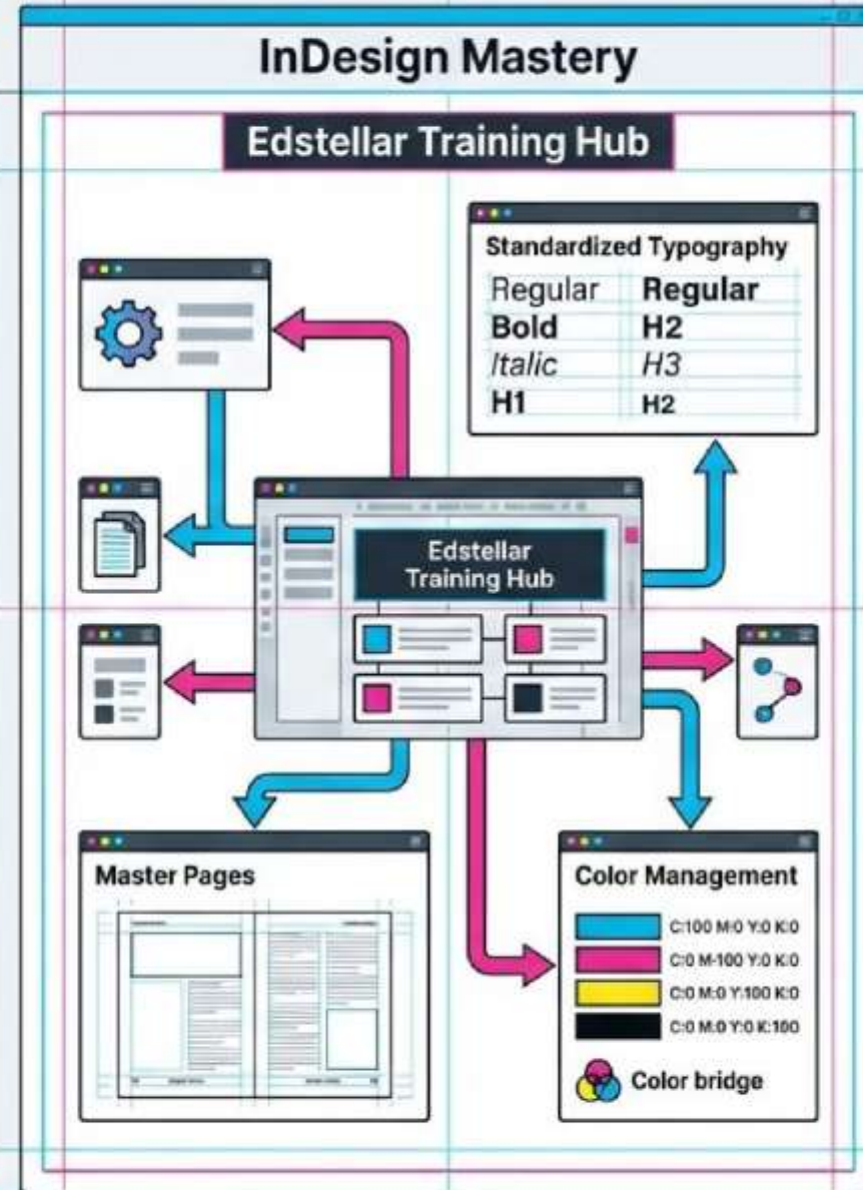 InDesign Mastery
Edstellar Training Hub
Standardized Typography
Regular Regular
Bold H2
Italic H3
H1 H2
Edstellar
Training Hub
Master Pages
Color Management
C:100 M:0 Y:0 K:0
C:0 M-100 Y:0 K:0
C:0 M:0 Y:100 K:0
C:0 M:0 Y:0 K:100
Color bridge